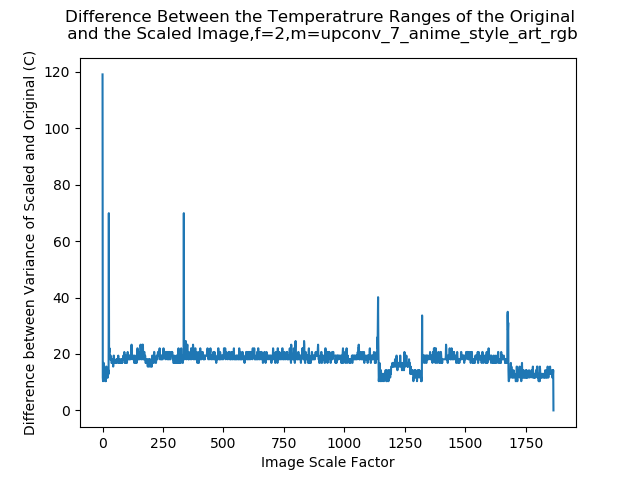 Difference Between the Temperatrure Ranges of the Original
and the Scaled Image,f=2,m=upconv_7_anime_style_art_rgb
Difference between Variance of Scaled and Original (C)
120
100
80
60
40
20
0
0 250 500 750 1000 1250 1500 1750
Image Scale Factor